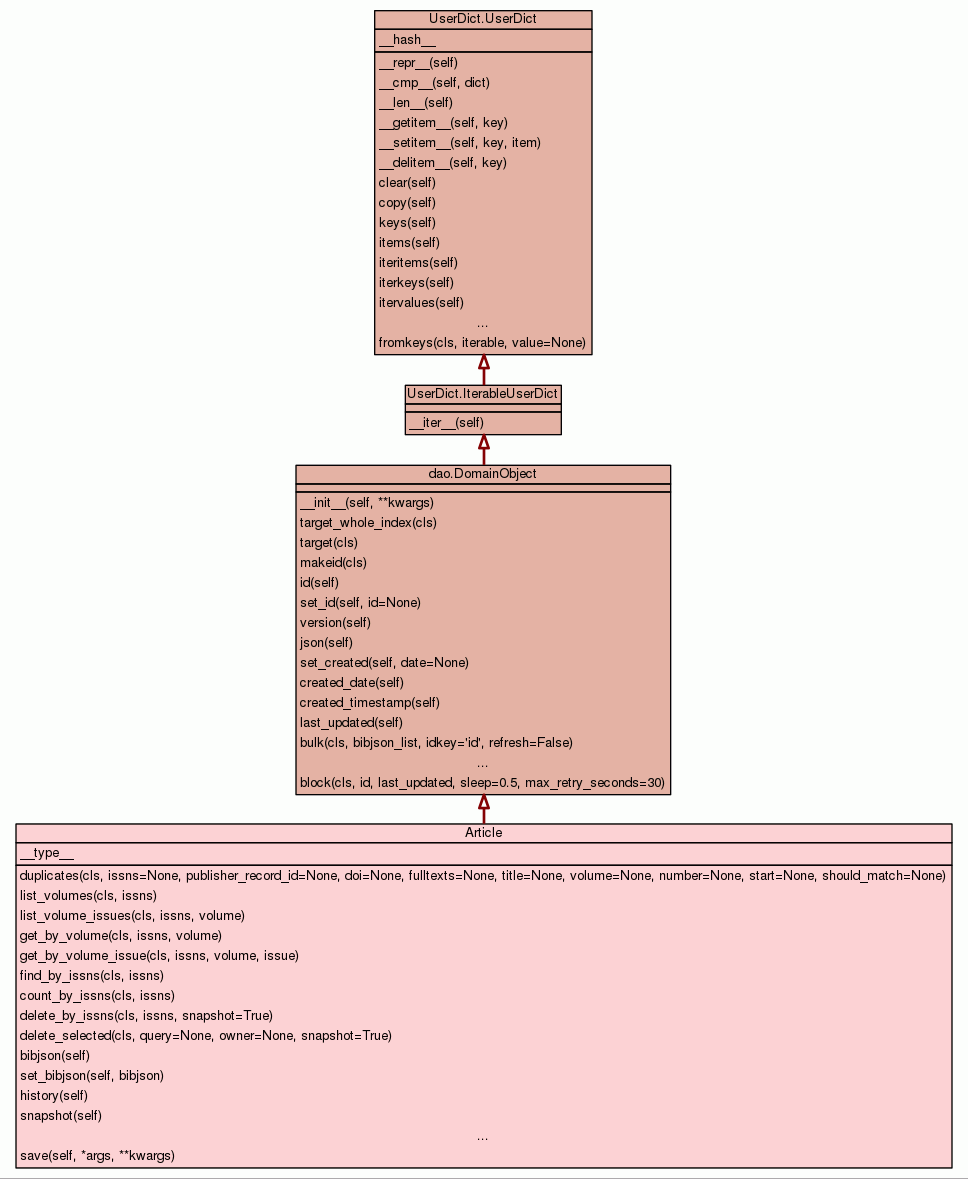 UserDict.UserDict
__hash__
__repr__(self)
__cmp__(self, dict)
__len__(self)
__getitem__(self, key)
__setitem__(self, key, item)
__delitem__(self, key)
clear(self)
copy(self)
keys(self)
items(self)
iteritems(self)
iterkeys(self)
itervalues(self)
...
fromkeys(cls, iterable, value=None)
UserDict.IterableUserDict
__iter__(self)
dao.DomainObject
__init__(self, **kwargs)
target_whole_index(cls)
target(cls)
makeid(cls)
id(self)
set_id(self, id=None)
version(self)
json(self)
set_created(self, date=None)
created_date(self)
created_timestamp(self)
last_updated(self)
bulk(cls, bibjson_list, idkey='id', refresh=False)
...
block(cls, id, last_updated, sleep=0.5, max_retry_seconds=30)
Article
__type__
duplicates(cls, issns=None, publisher_record_id=None, doi=None, fulltexts=None, title=None, volume=None, number=None, start=None, should_match=None)
list_volumes(cls, issns)
list_volume_issues(cls, issns, volume)
get_by_volume(cls, issns, volume)
get_by_volume_issue(cls, issns, volume, issue)
find_by_issns(cls, issns)
count_by_issns(cls, issns)
delete_by_issns(cls, issns, snapshot=True)
delete_selected(cls, query=None, owner=None, snapshot=True)
bibjson(self)
set_bibjson(self, bibjson)
history(self)
snapshot(self)
...
save(self, *args, **kwargs)